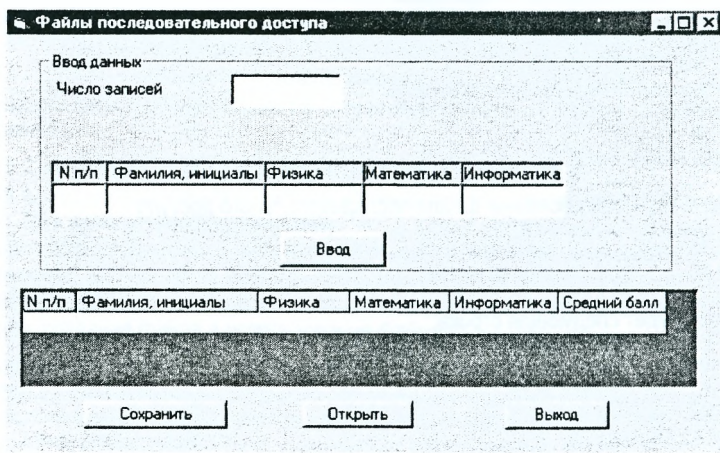 Файлы последовательного доступа
Ввод данных
Число записей
N п/п Фамилия, инициалы Физика Математика Информатика
Ввод
N п/п Фамилия, инициалы Физика Математика Информатика Средний балл
Сохранить Открыть Выход